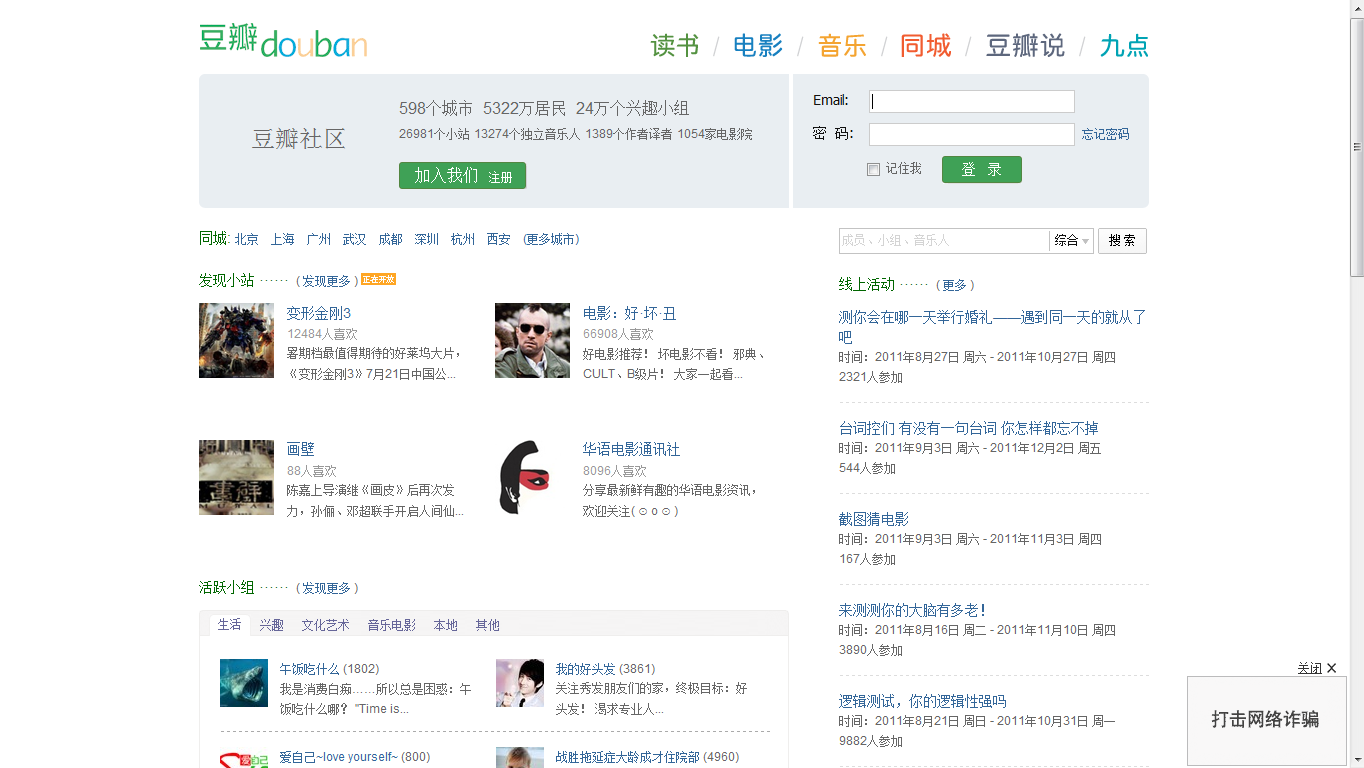 豆瓣douban
读书 / 电影 / 音乐 / 同城 / 豆瓣说 / 九点
豆瓣社区
598个城市 5322万居民 24万个兴趣小组
26981个小站 13274个独立音乐人 1389个作者译者 1054家电影院
加入我们 注册
Email:
密 码: 忘记密码
记住我 登 录
同城: 北京 上海 广州 武汉 成都 深圳 杭州 西安 (更多城市)
成员、小组、音乐人 综合 搜索
发现小站 ······ ( 发现更多 ) 正在开放
变形金刚3
12484人喜欢
暑期档最值得期待的好莱坞大片，
《变形金刚3》7月21日中国公...
电影：好·坏·丑
66908人喜欢
好电影推荐！ 坏电影不看！ 邪典、
CULT、B级片！ 大家一起看...
画壁
88人喜欢
陈嘉上导演继《画皮》后再次发
力，孙俪、邓超联手开启人间仙...
华语电影通讯社
8096人喜欢
分享最新鲜有趣的华语电影资讯，
欢迎关注( ⊙ o ⊙ )
活跃小组 ······ ( 发现更多 )
生活 兴趣 文化艺术 音乐电影 本地 其他
午饭吃什么 (1802)
我是消费白痴……所以总是困惑：午
饭吃什么哪？ "Time is...
我的好头发 (3861)
关注秀发朋友们的家，终极目标：好
头发！ 渴求专业人...
爱自己~love yourself~ (800)
战胜拖延症大龄成才住院部 (4960)
线上活动 ······ ( 更多 )
测你会在哪一天举行婚礼——遇到同一天的就从了
吧
时间：2011年8月27日 周六 - 2011年10月27日 周四
2321人参加
台词控们 有没有一句台词 你怎样都忘不掉
时间：2011年9月3日 周六 - 2011年12月2日 周五
544人参加
截图猜电影
时间：2011年9月3日 周六 - 2011年11月3日 周四
167人参加
来测测你的大脑有多老！
时间：2011年8月16日 周二 - 2011年11月10日 周四
3890人参加
逻辑测试，你的逻辑性强吗
时间：2011年8月21日 周日 - 2011年10月31日 周一
9882人参加
关闭 X
打击网络诈骗